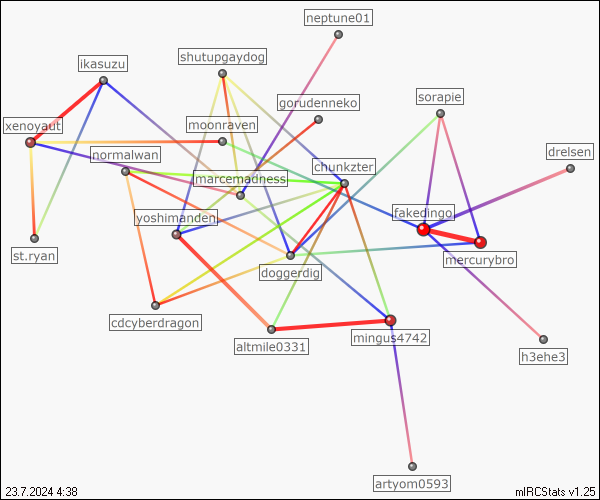 neptune01
shutupgaydog
ikasuzu
sorapie
gorudenneko
xenoyaut
moonraven
normalwan
drelsen
chunkzter
marcemadness
yoshimanden
fakedingo
st.ryan
mercurybro
doggerdig
cdcyberdragon
altmile0331
mingus4742
h3ehe3
artyom0593
23.7.2024 4:38
mIRCStats v1.25